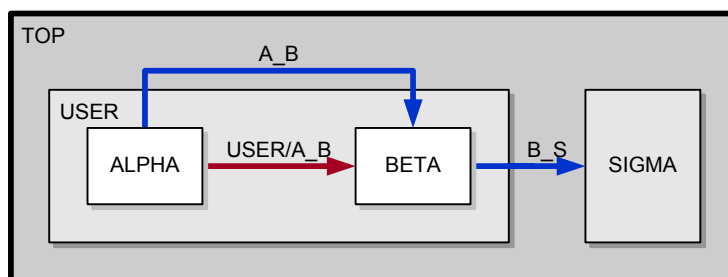 TOP
A_B
USER
ALPHA
USER/A_B
BETA
B_S
SIGMA